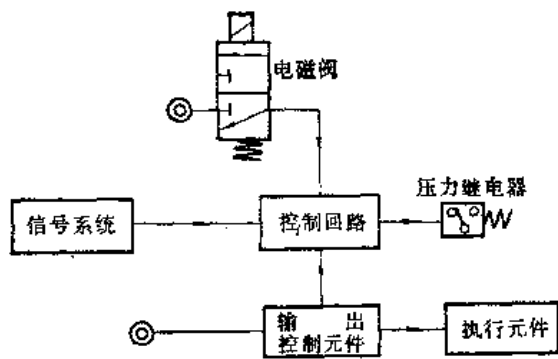 电磁阀
压力继电器
信号系统
控制回路
输 出
控制元件
执行元件